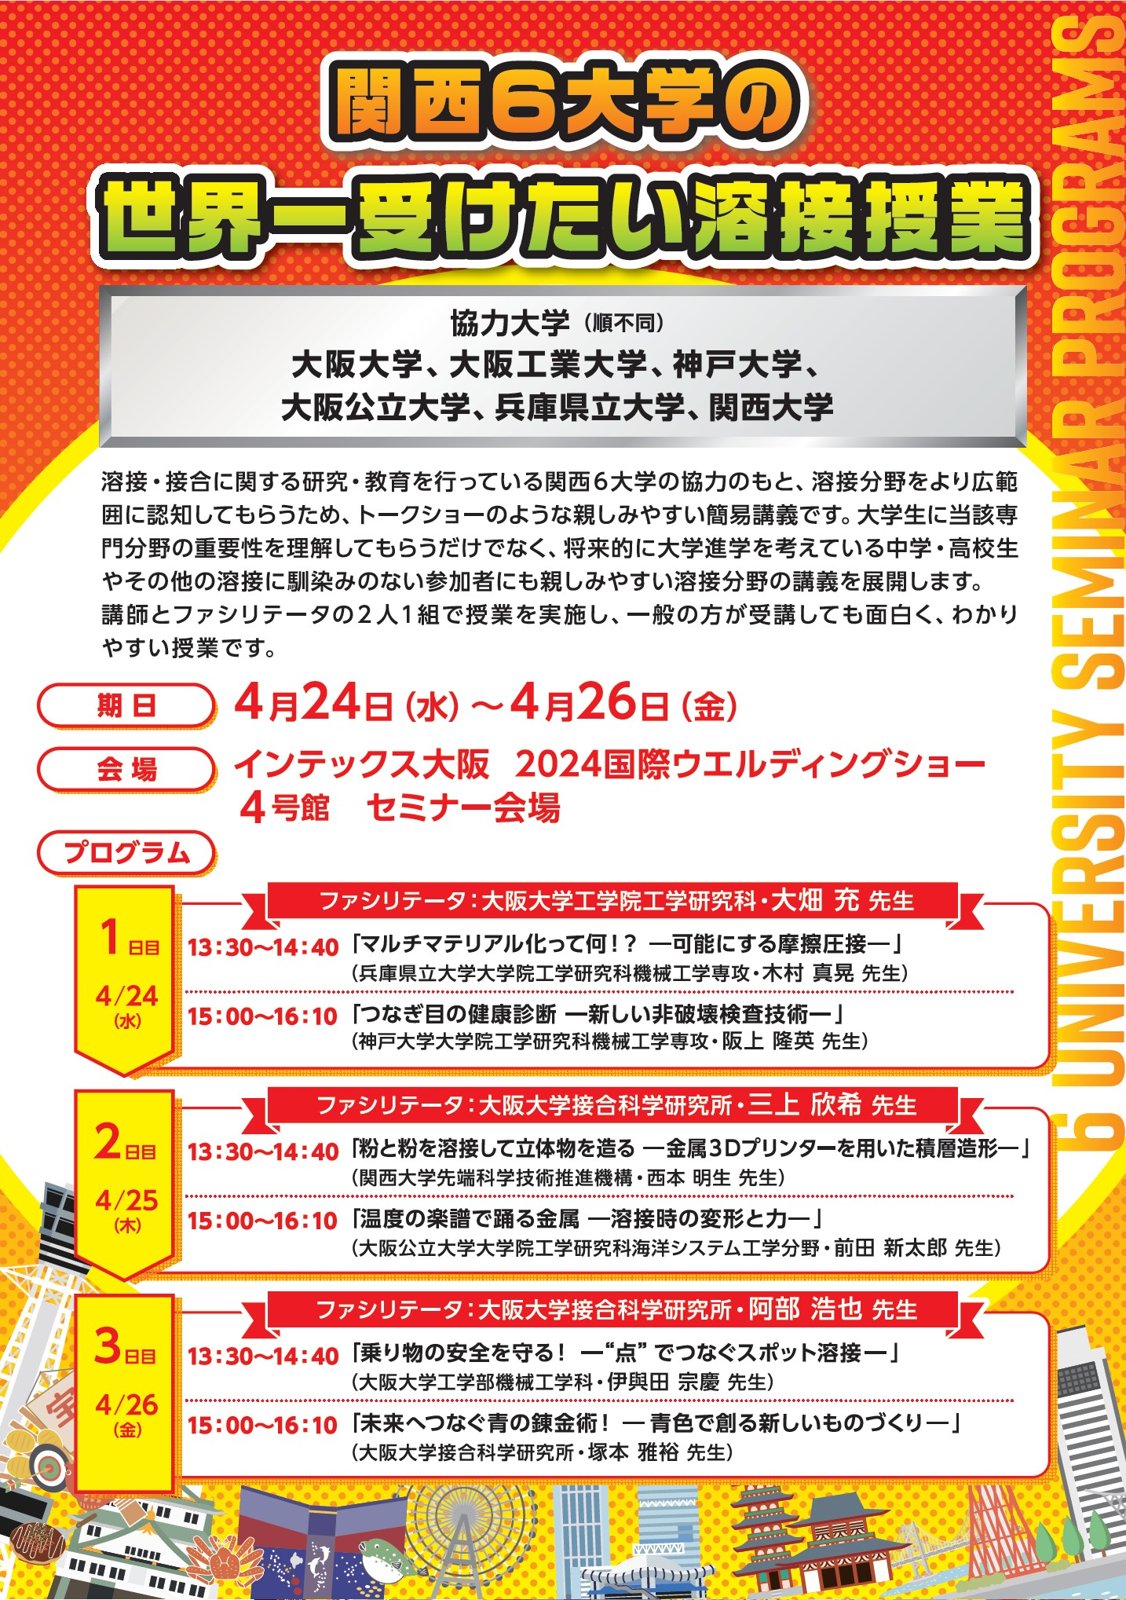 関西6大学の
世界一受けたい溶接授業
協力大学（順不同）
大阪大学、大阪工業大学、神戸大学、
大阪公立大学、兵庫県立大学、関西大学
溶接・接合に関する研究・教育を行っている関西6大学の協力のもと、溶接分野をより広範
囲に認知してもらうため、トークショーのような親しみやすい簡易講義です。大学生に当該専
門分野の重要性を理解してもらうだけでなく、将来的に大学進学を考えている中学・高校生
やその他の溶接に馴染みのない参加者にも親しみやすい溶接分野の講義を展開します。
講師とファシリテータの2人1組で授業を実施し、一般の方が受講しても面白く、わかり
やすい授業です。
期日 4月24日（水）～4月26日（金）
会場 インテックス大阪 2024国際ウエルディングショー
4号館 セミナー会場
プログラム
1日目
4/24
（水）
ファシリテータ：大阪大学工学院工学研究科・大畑 充 先生
13:30～14:40 「マルチマテリアル化って何！？ ―可能にする摩擦圧接―」
（兵庫県立大学大学院工学研究科機械工学専攻・木村 真晃 先生）
15:00～16:10 「つなぎ目の健康診断 ―新しい非破壊検査技術―」
（神戸大学大学院工学研究科機械工学専攻・阪上 隆英 先生）
2日目
4/25
（木）
ファシリテータ：大阪大学接合科学研究所・三上 欣希 先生
13:30～14:40 「粉と粉を溶接して立体物を造る ―金属3Dプリンターを用いた積層造形―」
（関西大学先端科学技術推進機構・西本 明生 先生）
15:00～16:10 「温度の楽譜で踊る金属 ―溶接時の変形と力―」
（大阪公立大学大学院工学研究科海洋システム工学分野・前田 新太郎 先生）
3日目
4/26
（金）
ファシリテータ：大阪大学接合科学研究所・阿部 浩也 先生
13:30～14:40 「乗り物の安全を守る！ ―“点” でつなぐスポット溶接―」
（大阪大学工学部機械工学科・伊與田 宗慶 先生）
15:00～16:10 「未来へつなぐ青の錬金術！ ― 青色で創る新しいものづくり―」
（大阪大学接合科学研究所・塚本 雅裕 先生）
6 UNIVERSITY SEMINAR PROGRAMS
宝